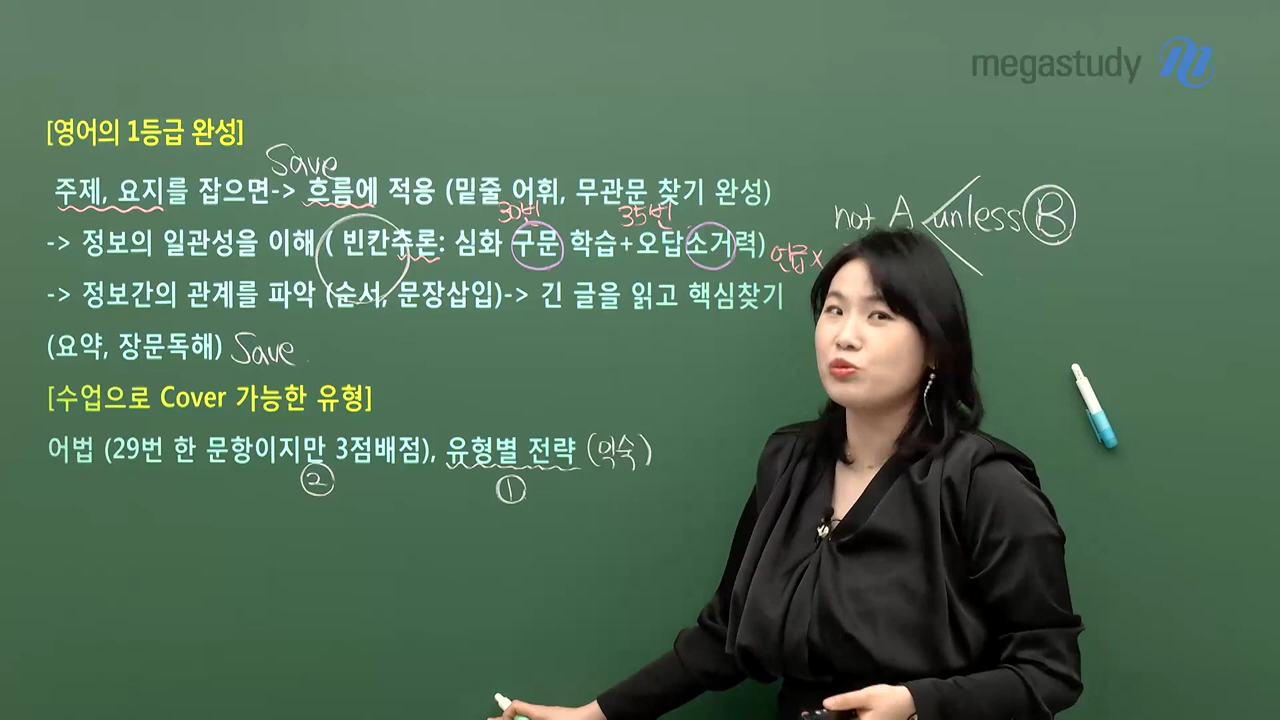 megastudy
[영어의 1등급 완성]
Save
주제, 요지를 잡으면-> 흐름에 적응 (밑줄 어휘, 무관문 찾기 완성)
30번 35번
not A unless B
-> 정보의 일관성을 이해 ( 빈칸추론: 심화 구문 학습+오답소거력)
언급 x
-> 정보간의 관계를 파악 (순서, 문장삽입)-> 긴 글을 읽고 핵심찾기
(요약, 장문독해) Save
[수업으로 Cover 가능한 유형]
어법 (29번 한 문항이지만 3점배점), 유형별 전략 (익숙)
② ①